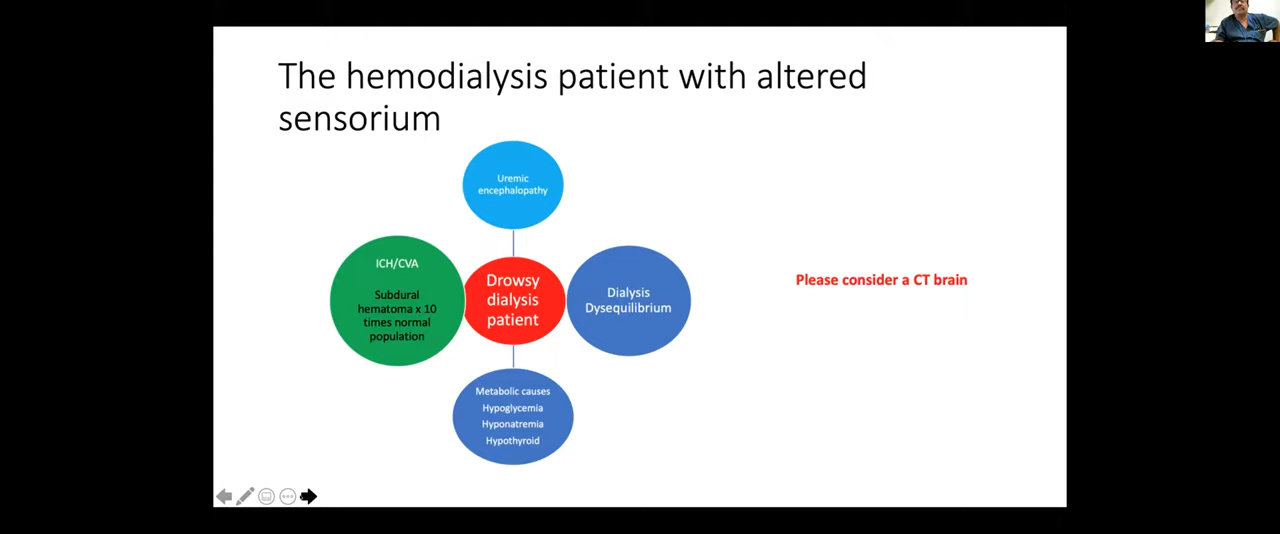 The hemodialysis patient with altered
sensorium
Uremic
encephalopathy
ICH/CVA
Subdural
hematoma x 10
times normal
population
Drowsy
dialysis
patient
Dialysis
Dysequilibrium
Please consider a CT brain
Metabolic causes
Hypoglycemia
Hyponatremia
Hypothyroid